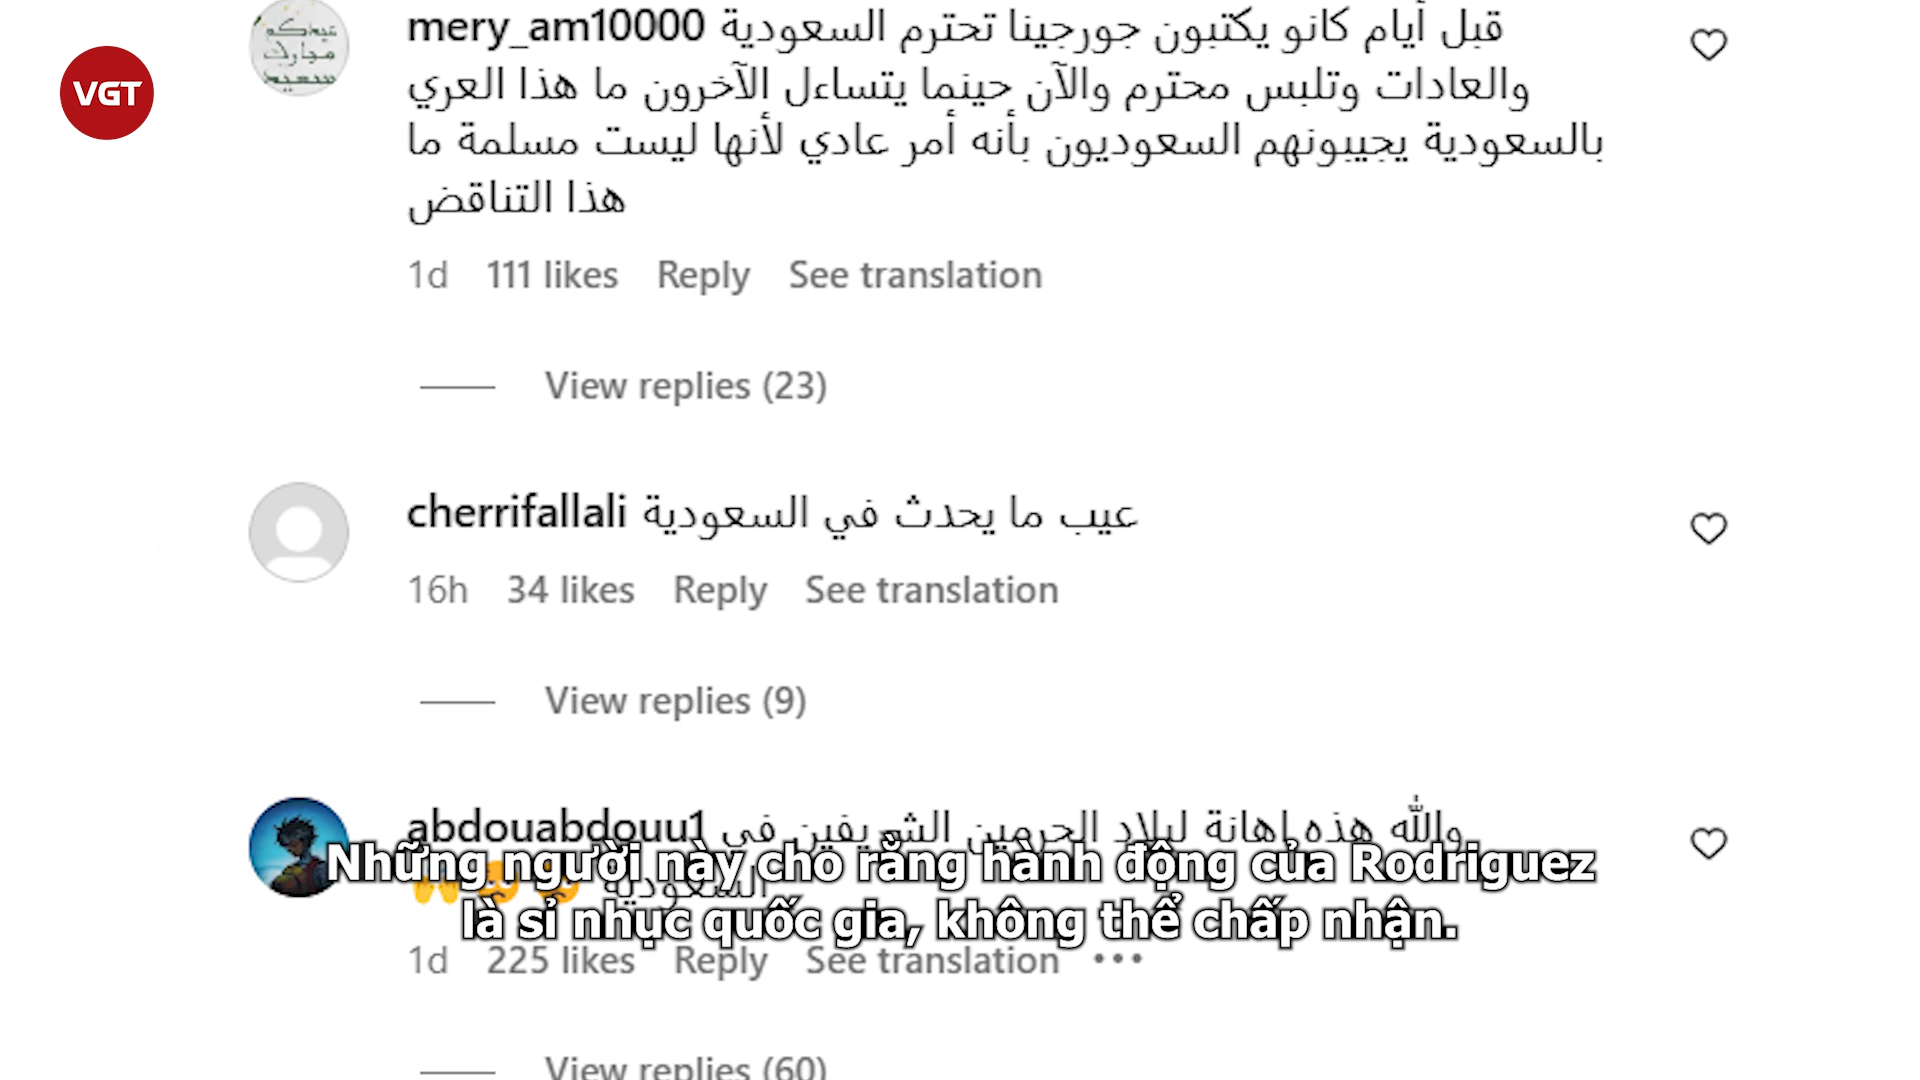 VGT
عيدكم
مبارك
سعيد
mery_am10000 قبل أيام كانو يكتبون جورجينا تحترم السعودية
والعادات وتلبس محترم والآن حينما يتساءل الآخرون ما هذا العري
بالسعودية يجيبونهم السعوديون بأنه أمر عادي لأنها ليست مسلمة ما
هذا التناقض
1d 111 likes Reply See translation
View replies (23)
cherrifallali عيب ما يحدث في السعودية
16h 34 likes Reply See translation
View replies (9)
abdouabdouu1 والله هذه إهانة لبلاد الحرمين الشريفين في
السعودية
Những người này cho rằng hành động của Rodriguez
là sỉ nhục quốc gia, không thể chấp nhận.
1d 225 likes Reply See translation •••
View replies (60)